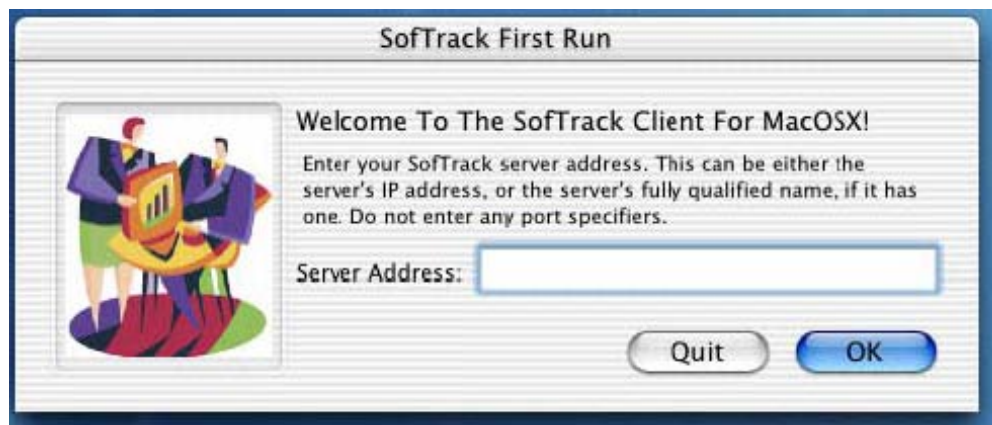 SofTrack First Run
Welcome To The SofTrack Client For MacOSX!
Enter your SofTrack server address. This can be either the
server's IP address, or the server's fully qualified name, if it has
one. Do not enter any port specifiers.
Server Address:
Quit
OK